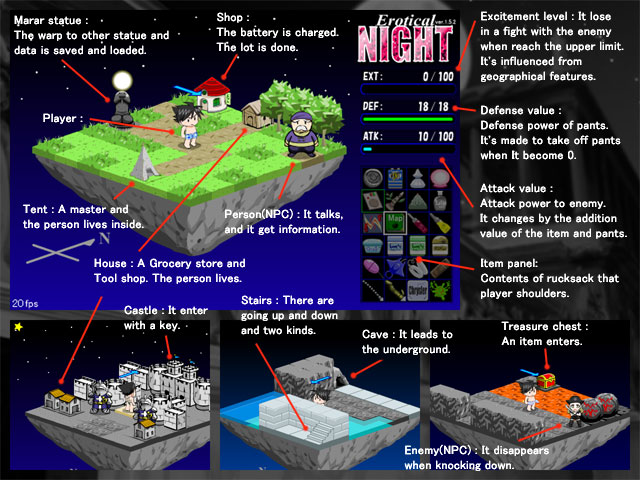 Marar statue :
The warp to other statue and
data is saved and loaded.
Shop :
The battery is charged.
The lot is done.
Erotical ver.1.5.2
NIGHT
EXT: 0/100
DEF: 18/18
ATK: 10/100
Excitement level : It lose
in a fight with the enemy
when reach the upper limit.
It's influenced from
geographical features.
Defense value :
Defense power of pants.
It's made to take off pants
when It become 0.
Attack value :
Attack power to enemy.
It changes by the addition
value of the item and pants.
Item panel:
Contents of rucksack that
player shoulders.
Player :
Tent : A master and
the person lives inside.
Person(NPC) : It talks,
and it get information.
N
House : A Grocery store and
Tool shop. The person lives.
Map
Chrysler
20 fps
Castle : It enter
with a key.
Stairs : There are
going up and down
and two kinds.
Cave : It leads to
the underground.
Treasure chest :
An item enters.
Enemy(NPC) : It disappears
when knocking down.